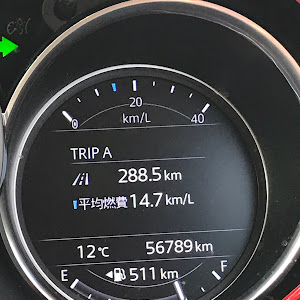 20
0 40
km/L
TRIP A
288.5 km
平均燃費 14.7 km/L
12℃ 56789 km
E 511 km F